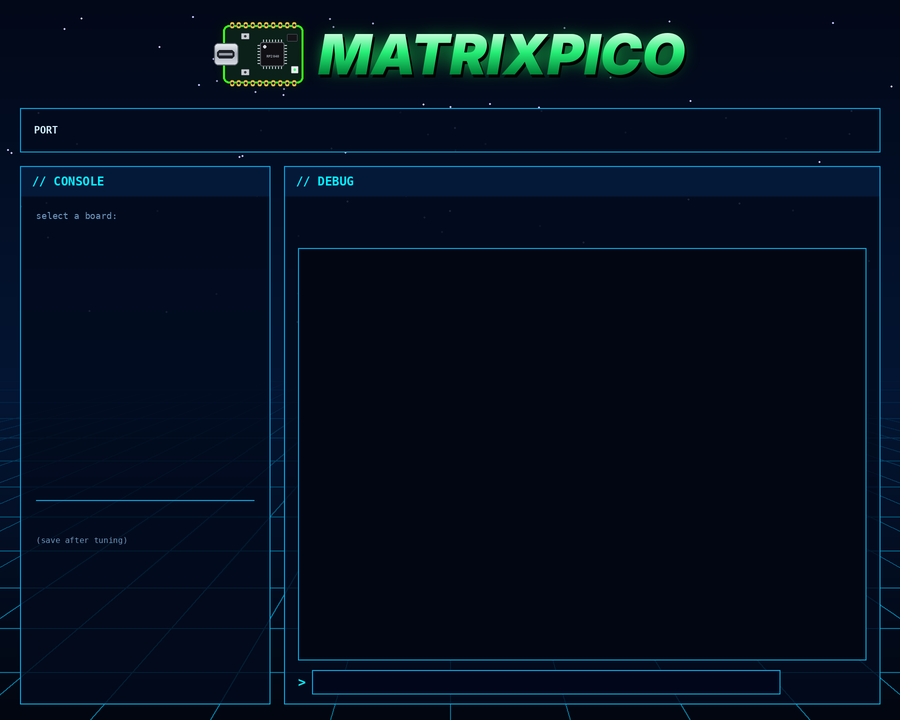 MATRIXPICO
PORT
// CONSOLE
// DEBUG
select a board:
(save after tuning)
>